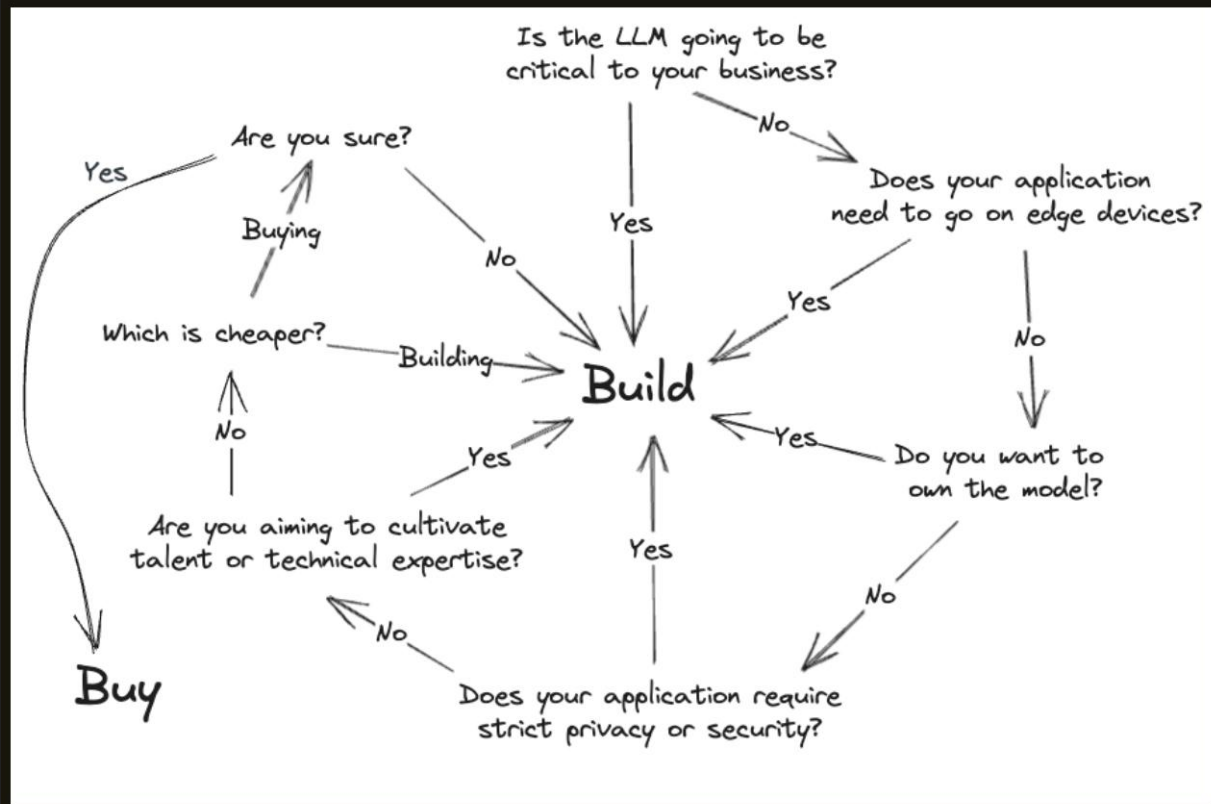 Is the LLM going to be
critical to your business?
No
Are you sure?
Yes
Does your application
need to go on edge devices?
Buying
Yes
No
Yes
No
Which is cheaper?
Building
Build
No
Yes
Yes
Do you want to
own the model?
Are you aiming to cultivate
talent or technical expertise?
Yes
No
No
Buy
Does your application require
strict privacy or security?